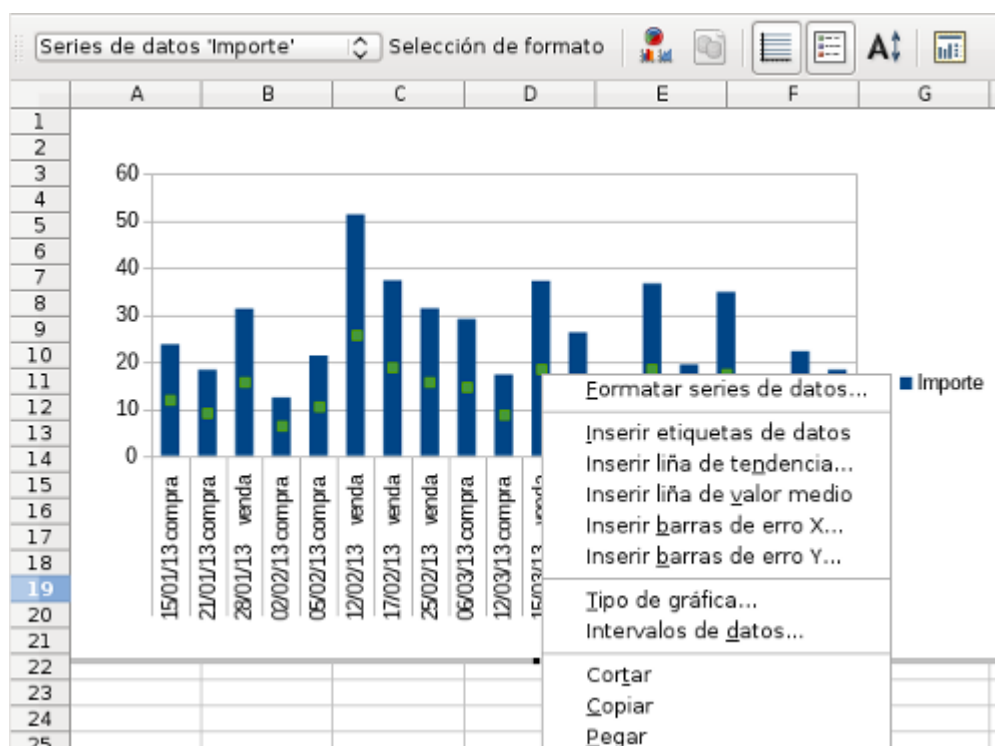 Series de datos 'Importe' Selección de formato
A B C D E F G
1
2
3
4
5
6
7
8
9
10
11
12
13
14
15
16
17
18
19
20
21
22
23
24
25
60
50
40
30
20
10
0
15/01/13 compra
21/01/13 compra
28/01/13 venda
02/02/13 compra
05/02/13 compra
12/02/13 venda
17/02/13 venda
25/02/13 venda
06/03/13 compra
12/03/13 compra
15/03/13 venda
Importe
Formatar series de datos...
Inserir etiquetas de datos
Inserir liña de tendencia...
Inserir liña de valor medio
Inserir barras de erro X...
Inserir barras de erro Y...
Tipo de gráfica...
Intervalos de datos...
Cortar
Copiar
Pegar